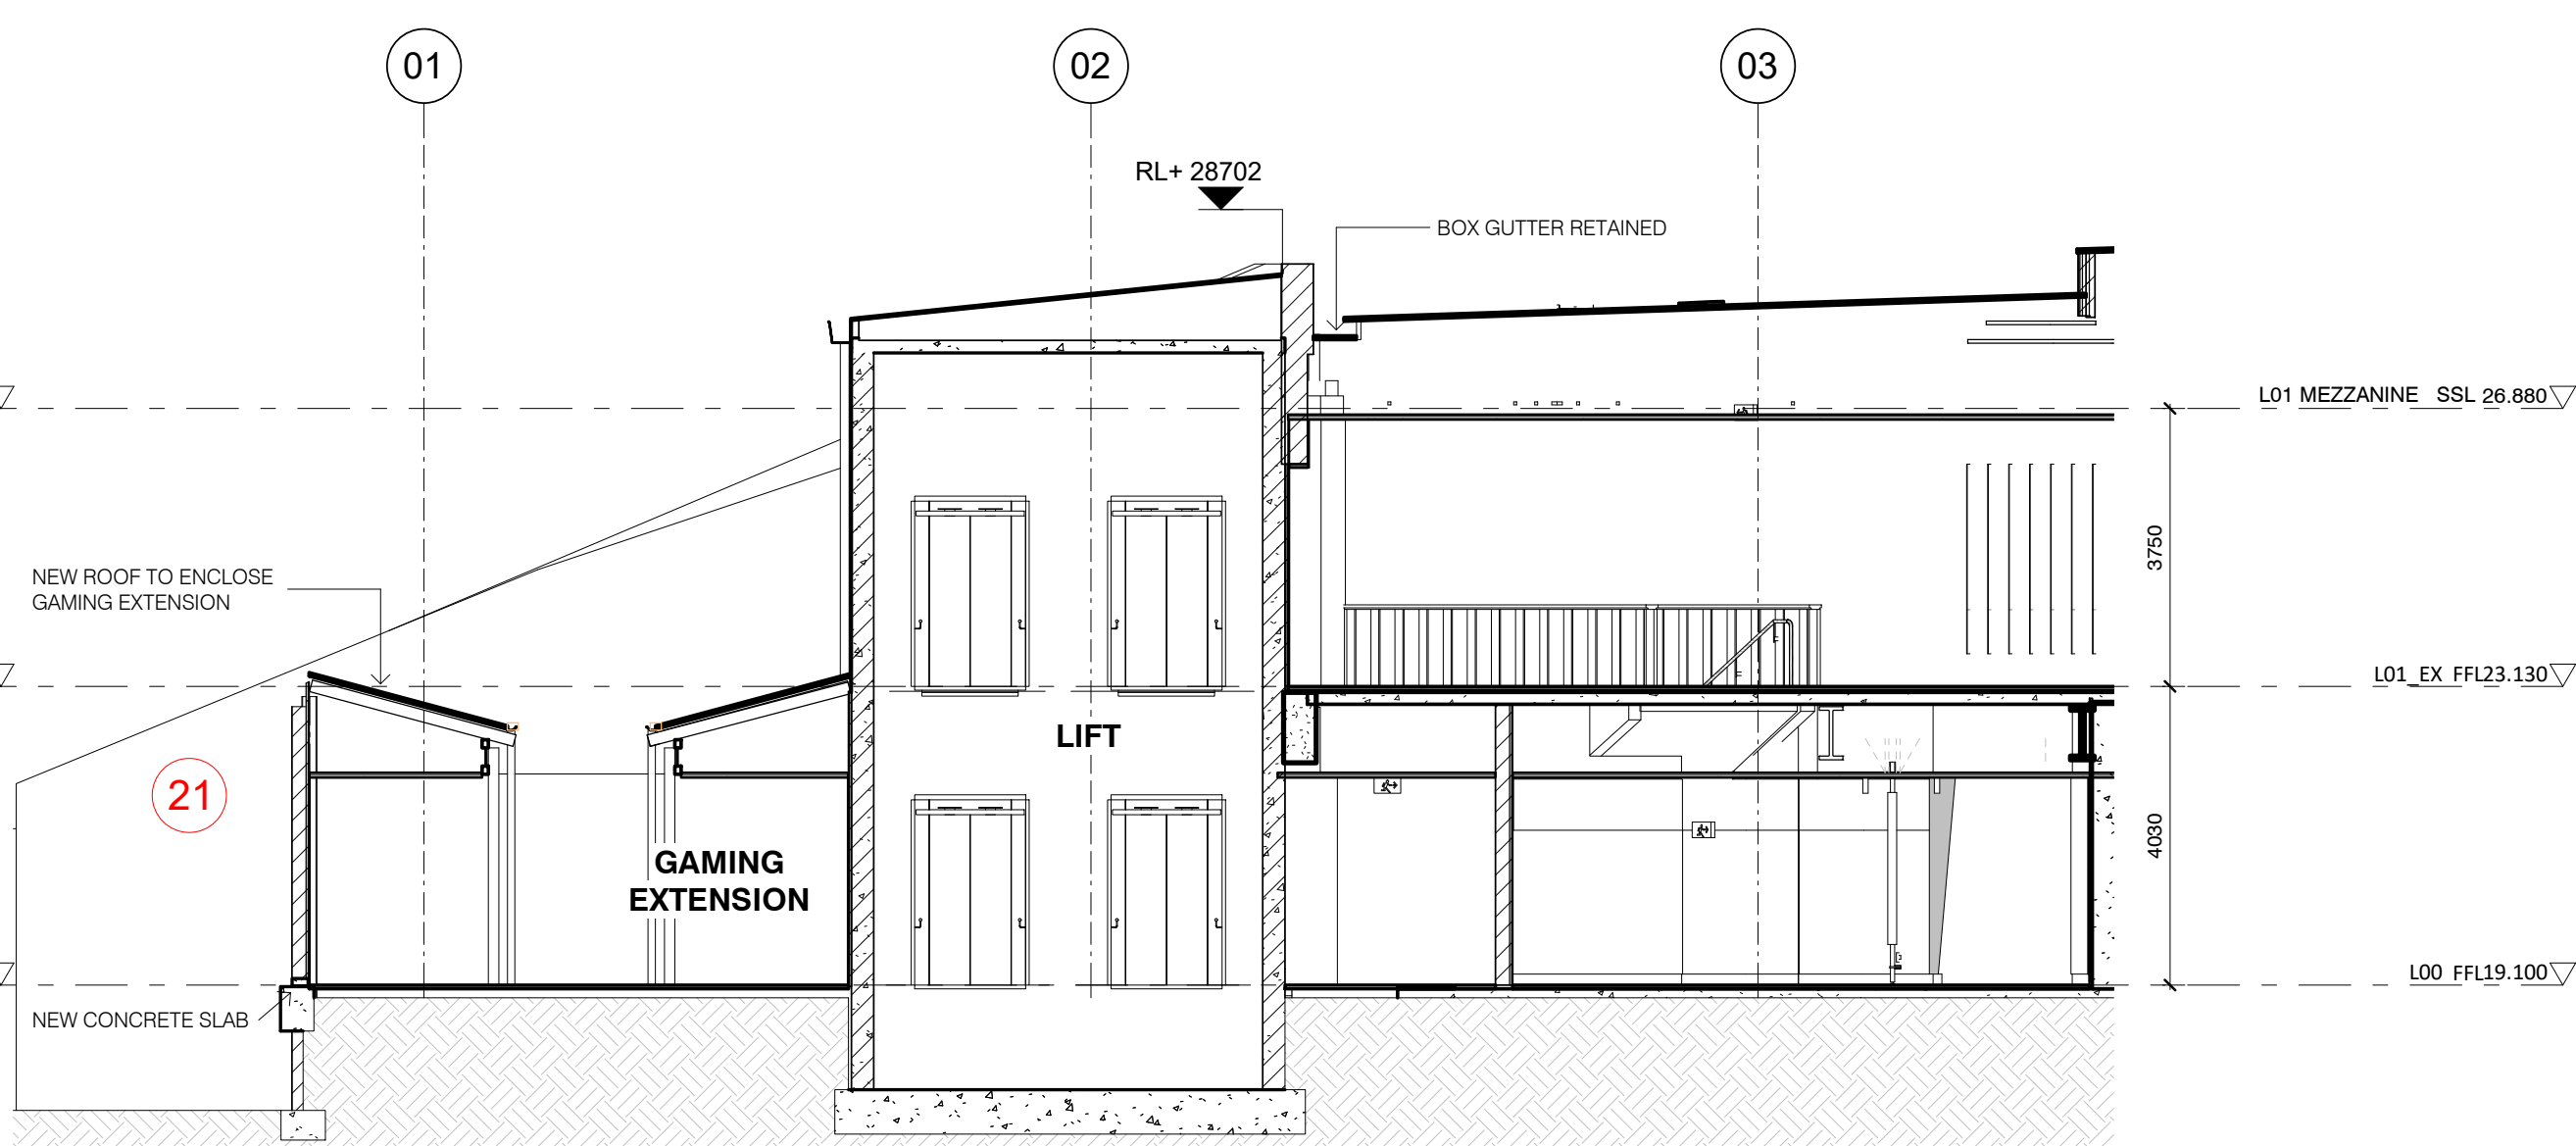 01
02
03
RL+ 28702
BOX GUTTER RETAINED
L01 MEZZANINE SSL 26.880
3750
NEW ROOF TO ENCLOSE
GAMING EXTENSION
L01_EX FFL23.130
LIFT
21
4030
GAMING
EXTENSION
L00 FFL19.100
NEW CONCRETE SLAB